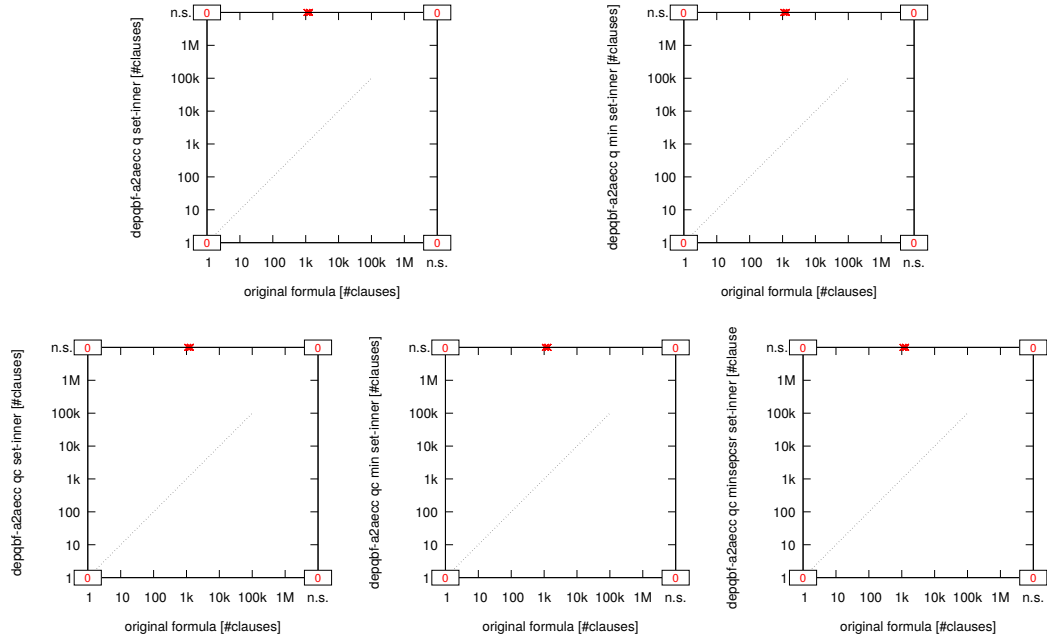 n.s. 0 0
1M
100k
10k
1k
100
10
1 0 0
1 10 100 1k 10k 100k 1M n.s.
original formula [#clauses]
depqbf-a2aecc q set-inner [#clauses]
n.s. 0 0
1M
100k
10k
1k
100
10
1 0 0
1 10 100 1k 10k 100k 1M n.s.
original formula [#clauses]
depqbf-a2aecc q min set-inner [#clauses]
n.s. 0 0
1M
100k
10k
1k
100
10
1 0 0
1 10 100 1k 10k 100k 1M n.s.
original formula [#clauses]
depqbf-a2aecc qc set-inner [#clauses]
n.s. 0 0
1M
100k
10k
1k
100
10
1 0 0
1 10 100 1k 10k 100k 1M n.s.
original formula [#clauses]
depqbf-a2aecc qc min set-inner [#clauses]
n.s. 0 0
1M
100k
10k
1k
100
10
1 0 0
1 10 100 1k 10k 100k 1M n.s.
original formula [#clauses]
depqbf-a2aecc qc minsepcsr set-inner [#clause